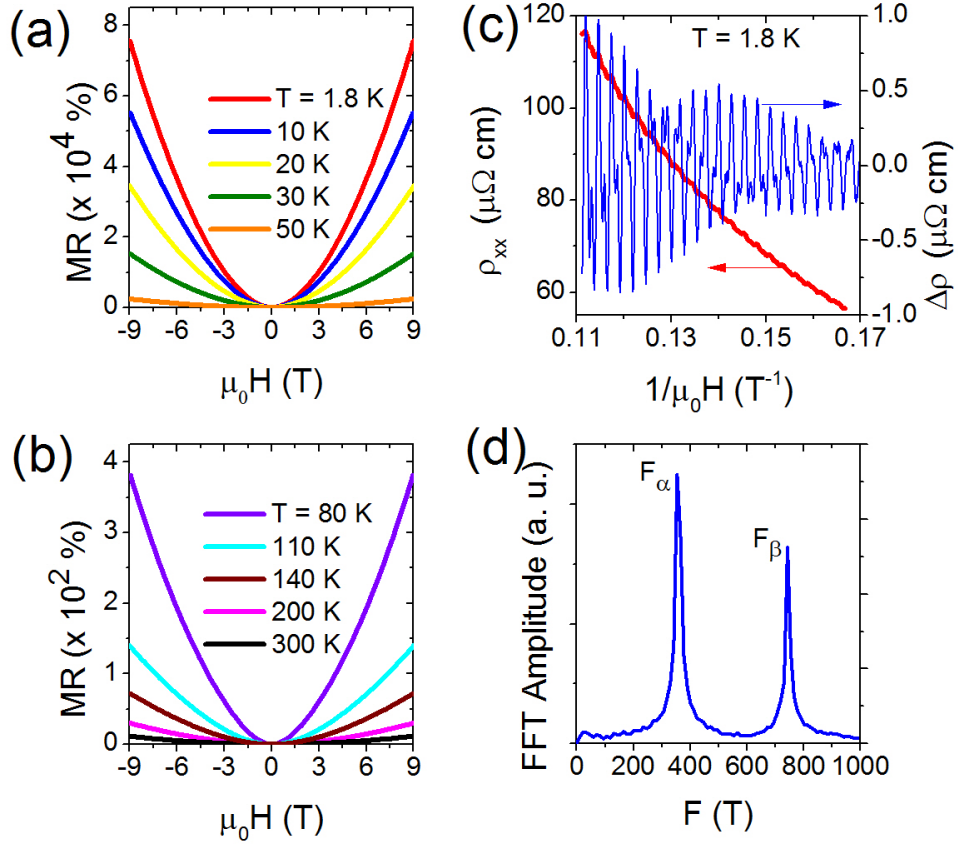 (a)
T = 1.8 K
10 K
20 K
30 K
50 K
MR (x 10⁴ %)
8
6
4
2
0
-9 -6 -3 0 3 6 9
μ₀H (T)
(b)
T = 80 K
110 K
140 K
200 K
300 K
MR (x 10² %)
4
3
2
1
0
-9 -6 -3 0 3 6 9
μ₀H (T)
(c)
T = 1.8 K
ρxx (μΩ cm)
120
100
80
60
1.0
0.5
0.0
-0.5
-1.0
Δρ (μΩ cm)
0.11 0.13 0.15 0.17
1/μ₀H (T⁻¹)
(d)
Fα
Fβ
FFT Amplitude (a. u.)
0 200 400 600 800 1000
F (T)